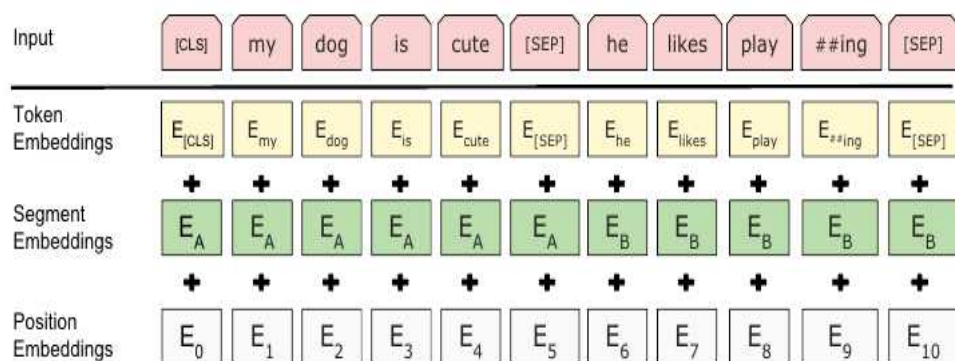 Input [CLS] my dog is cute [SEP] he likes play ##ing [SEP]
Token Embeddings E[CLS] Emy Edog Eis Ecute E[SEP] Ehe Elikes Eplay E##ing E[SEP]
+ + + + + + + + + + +
Segment Embeddings EA EA EA EA EA EA EB EB EB EB EB
+ + + + + + + + + + +
Position Embeddings E0 E1 E2 E3 E4 E5 E6 E7 E8 E9 E10